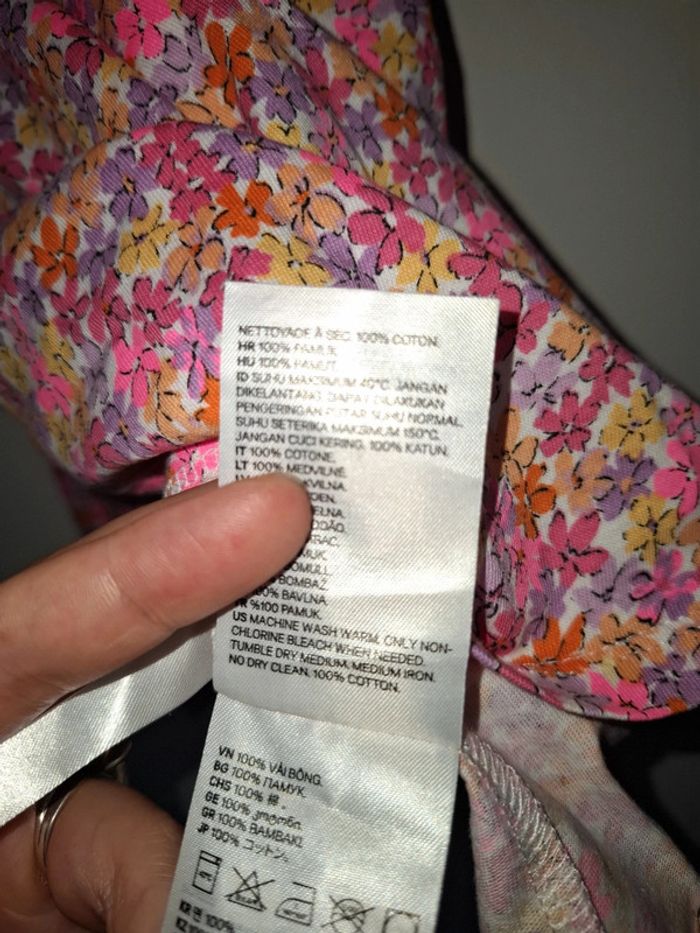 NETTOYAGE À SEC. 100% COTON.
HR 100% PAMUK.
HU 100% PAMUT.
ID SUHU MAKSIMUM 40°C. JANGAN
DIKELANTANG. DAPAT DILAKUKAN
PENGERINGAN PUTAR SUHU NORMAL.
SUHU SETERIKA MAKSIMUM 150°C.
JANGAN CUCI KERING. 100% KATUN.
IT 100% COTONE.
LT 100% MEDVILNĖ.
%100 PAMUK.
US MACHINE WASH WARM. ONLY NON-
CHLORINE BLEACH WHEN NEEDED.
TUMBLE DRY MEDIUM. MEDIUM IRON.
NO DRY CLEAN. 100% COTTON.
VN 100% VẢI BÔNG.
BG 100% ПАМУК.
CHS 100% 棉。
GE 100% ბამბა.
GR 100% BAMBAKI.
JP 100% コットン。
100%
100%